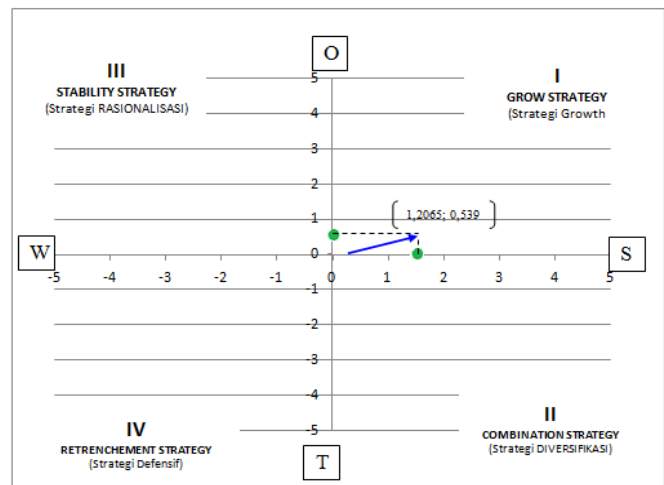 O
III
STABILITY STRATEGY
(Strategi RASIONALISASI)
I
GROW STRATEGY
(Strategi Growth
5
4
3
2
1
0
-1
-2
-3
-4
-5
1,2065; 0,539
W
S
-5 -4 -3 -2 -1 0 1 2 3 4 5
IV
RETRENCHEMENT STRATEGY
(Strategi Defensif)
II
COMBINATION STRATEGY
(Strategi DIVERSIFIKASI)
T